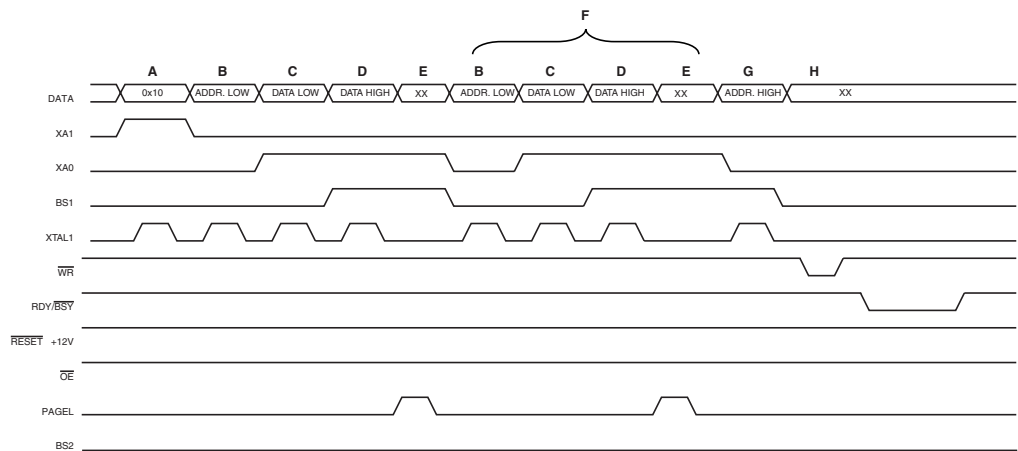 F
A B C D E B C D E G H
DATA 0x10 ADDR. LOW DATA LOW DATA HIGH XX ADDR. LOW DATA LOW DATA HIGH XX ADDR. HIGH XX
XA1
XA0
BS1
XTAL1
WR
RDY/BSY
RESET +12V
OE
PAGEL
BS2